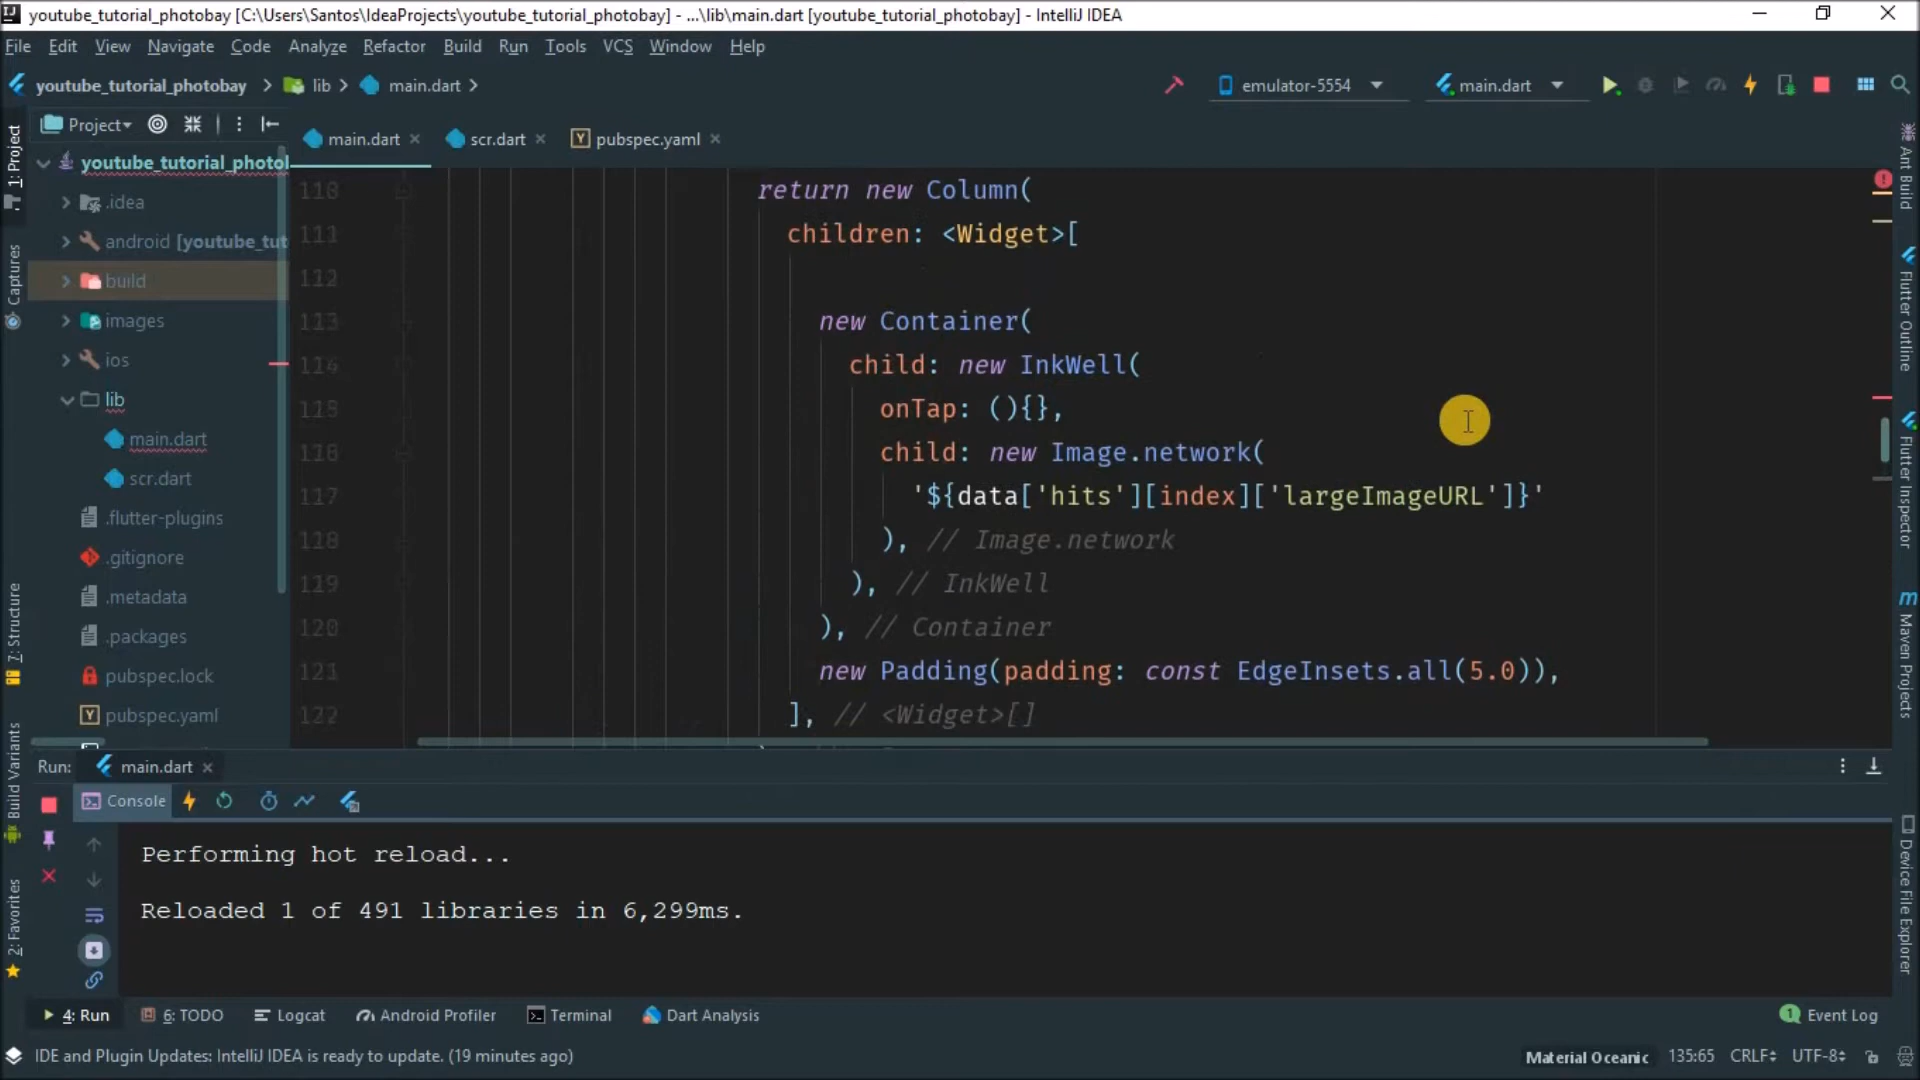 youtube_tutorial_photobay [C:\Users\Santos\IdeaProjects\youtube_tutorial_photobay] - ...\lib\main.dart [youtube_tutorial_photobay] - IntelliJ IDEA
File Edit View Navigate Code Analyze Refactor Build Run Tools VCS Window Help
youtube_tutorial_photobay lib main.dart
emulator-5554 main.dart
Project
main.dart scr.dart pubspec.yaml
youtube_tutorial_photol
.idea
android [youtube_tut
build
images
ios
lib
main.dart
scr.dart
.flutter-plugins
.gitignore
.metadata
.packages
pubspec.lock
pubspec.yaml
1: Project
Captures
7: Structure
Build Variants
2: Favorites
110 return new Column(
111 children: <Widget>[
112
113 new Container(
114 child: new InkWell(
115 onTap: (){},
116 child: new Image.network(
117 '${data['hits'][index]['largeImageURL']}'
118 ), // Image.network
119 ), // InkWell
120 ), // Container
121 new Padding(padding: const EdgeInsets.all(5.0)),
122 ], // <Widget>[]
Ant Build
Flutter Outline
Flutter Inspector
m Maven Projects
Device File Explorer
Run: main.dart
Console
Performing hot reload...
Reloaded 1 of 491 libraries in 6,299ms.
4: Run 6: TODO Logcat Android Profiler Terminal Dart Analysis 1 Event Log
IDE and Plugin Updates: IntelliJ IDEA is ready to update. (19 minutes ago) Material Oceanic 135:65 CRLF UTF-8